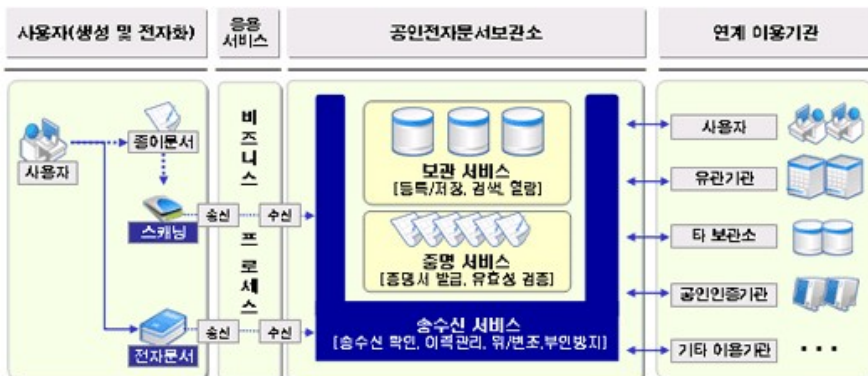 사용자(생성 및 전자화)
응용
서비스
공인전자문서보관소
연계 이용기관
사용자
종이문서
스캐닝
전자문서
송신
수신
송신
수신
비즈니스 프로세스
보관 서비스
[등록/저장, 검색, 열람]
증명 서비스
[증명서 발급, 유효성 검증]
송수신 서비스
[송수신 확인, 이력관리, 위/변조,부인방지]
사용자
유관기관
타 보관소
공인인증기관
기타 이용기관
...